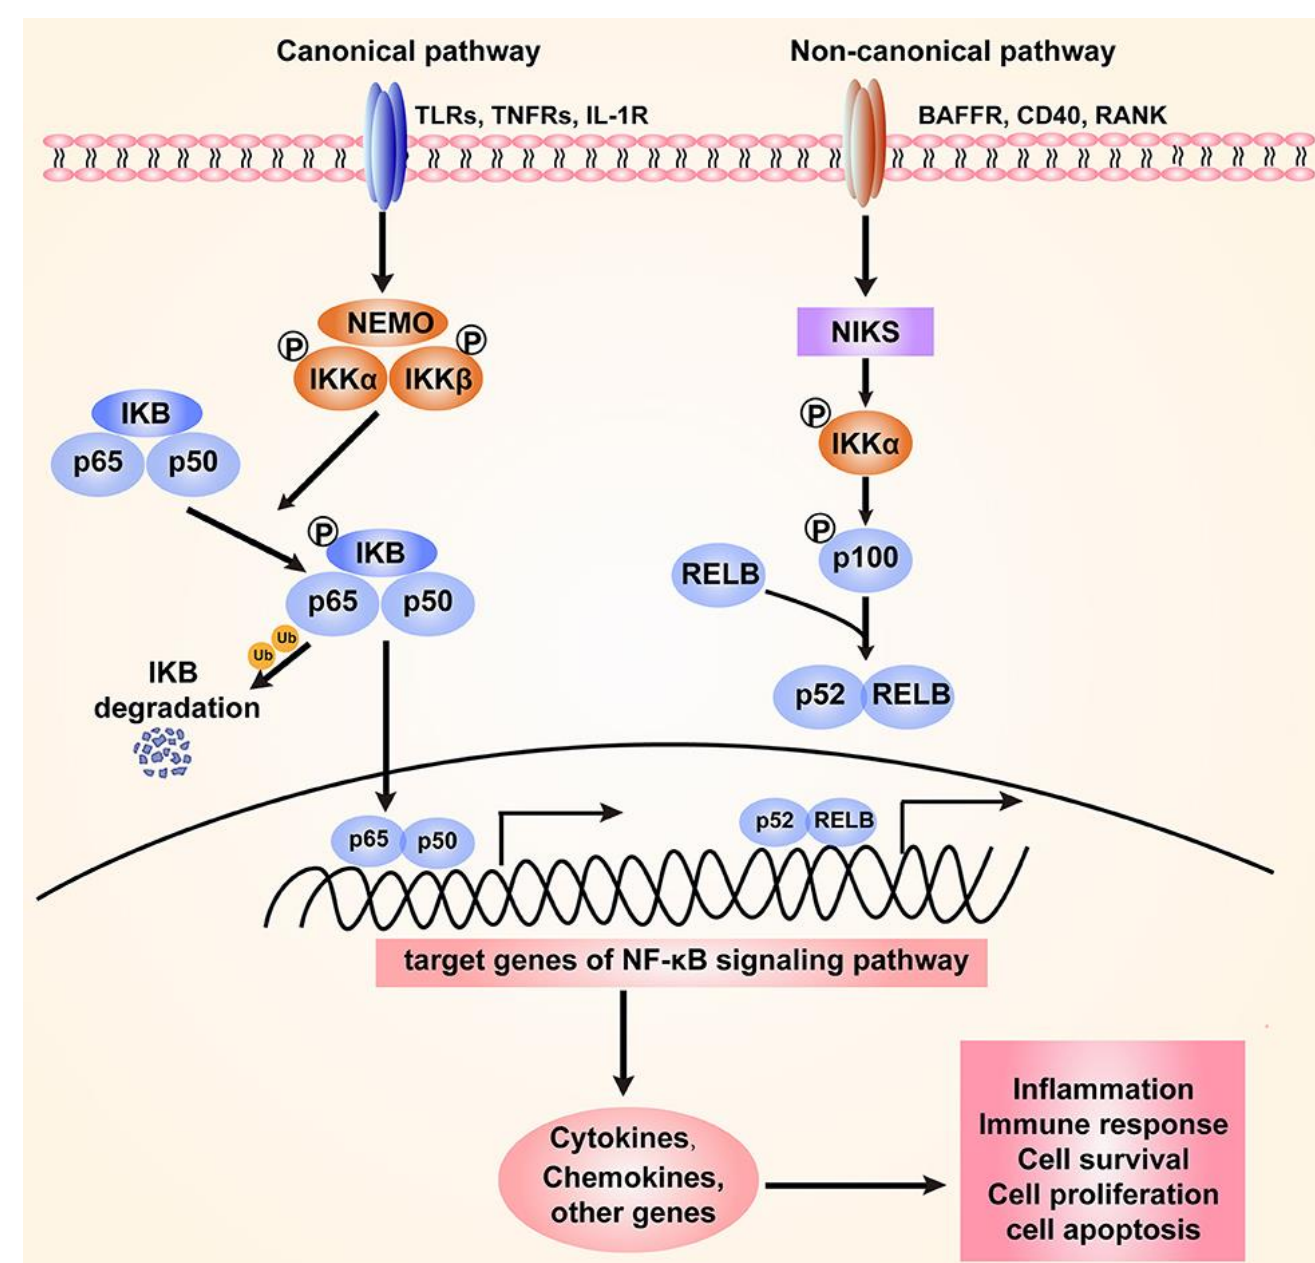 Canonical pathway
Non-canonical pathway
TLRs, TNFRs, IL-1R
BAFFR, CD40, RANK
NEMO
P
P
IKKα
IKKβ
NIKS
P
IKKα
IKB
p65
p50
P
IKB
p65
p50
P
p100
RELB
Ub
Ub
IKB
degradation
p52
RELB
p65
p50
p52
RELB
target genes of NF-κB signaling pathway
Cytokines,
Chemokines,
other genes
Inflammation
Immune response
Cell survival
Cell proliferation
cell apoptosis